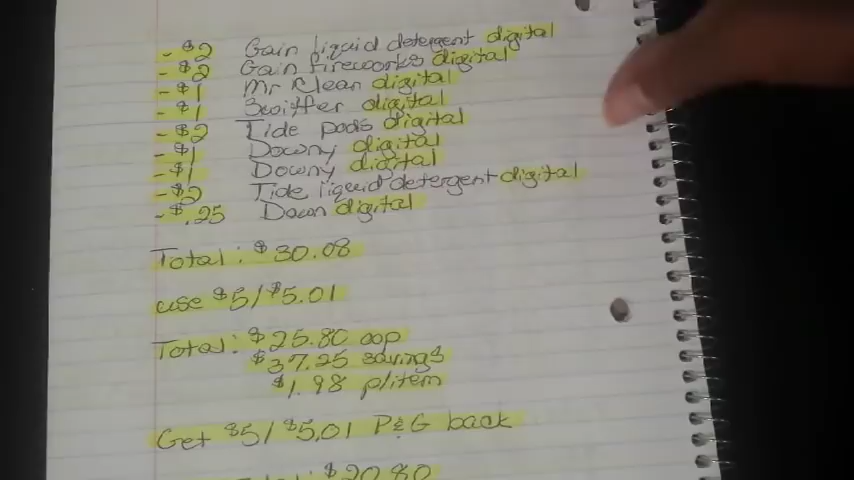 - $2 Gain liquid detergent digital
- $2 Gain fireworks digital
- $1 Mr Clean digital
- $1 Swiffer digital
- $2 Tide pods digital
- $1 Downy digital
- $1 Downy digital
- $2 Tide liquid detergent digital
- $.25 Dawn digital
Total: $30.08
use $5/$5.01
Total: $25.80 oop
$37.25 savings
$1.98 p/item
Get $5/$5.01 P&G back
$20.80